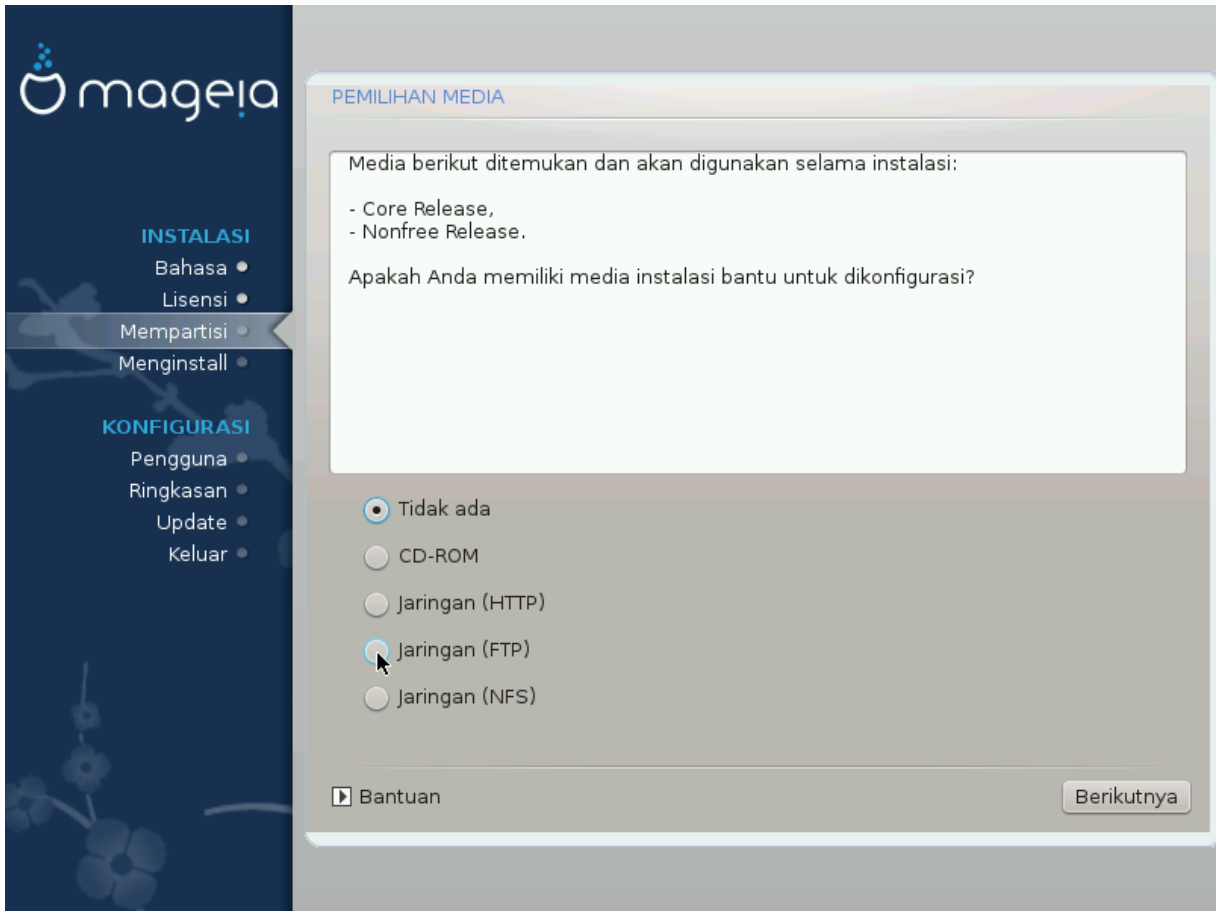 mageia
INSTALASI
Bahasa
Lisensi
Mempartisi
Menginstall
KONFIGURASI
Pengguna
Ringkasan
Update
Keluar
PEMILIHAN MEDIA
Media berikut ditemukan dan akan digunakan selama instalasi:
- Core Release,
- Nonfree Release.
Apakah Anda memiliki media instalasi bantu untuk dikonfigurasi?
Tidak ada
CD-ROM
Jaringan (HTTP)
Jaringan (FTP)
Jaringan (NFS)
Bantuan
Berikutnya